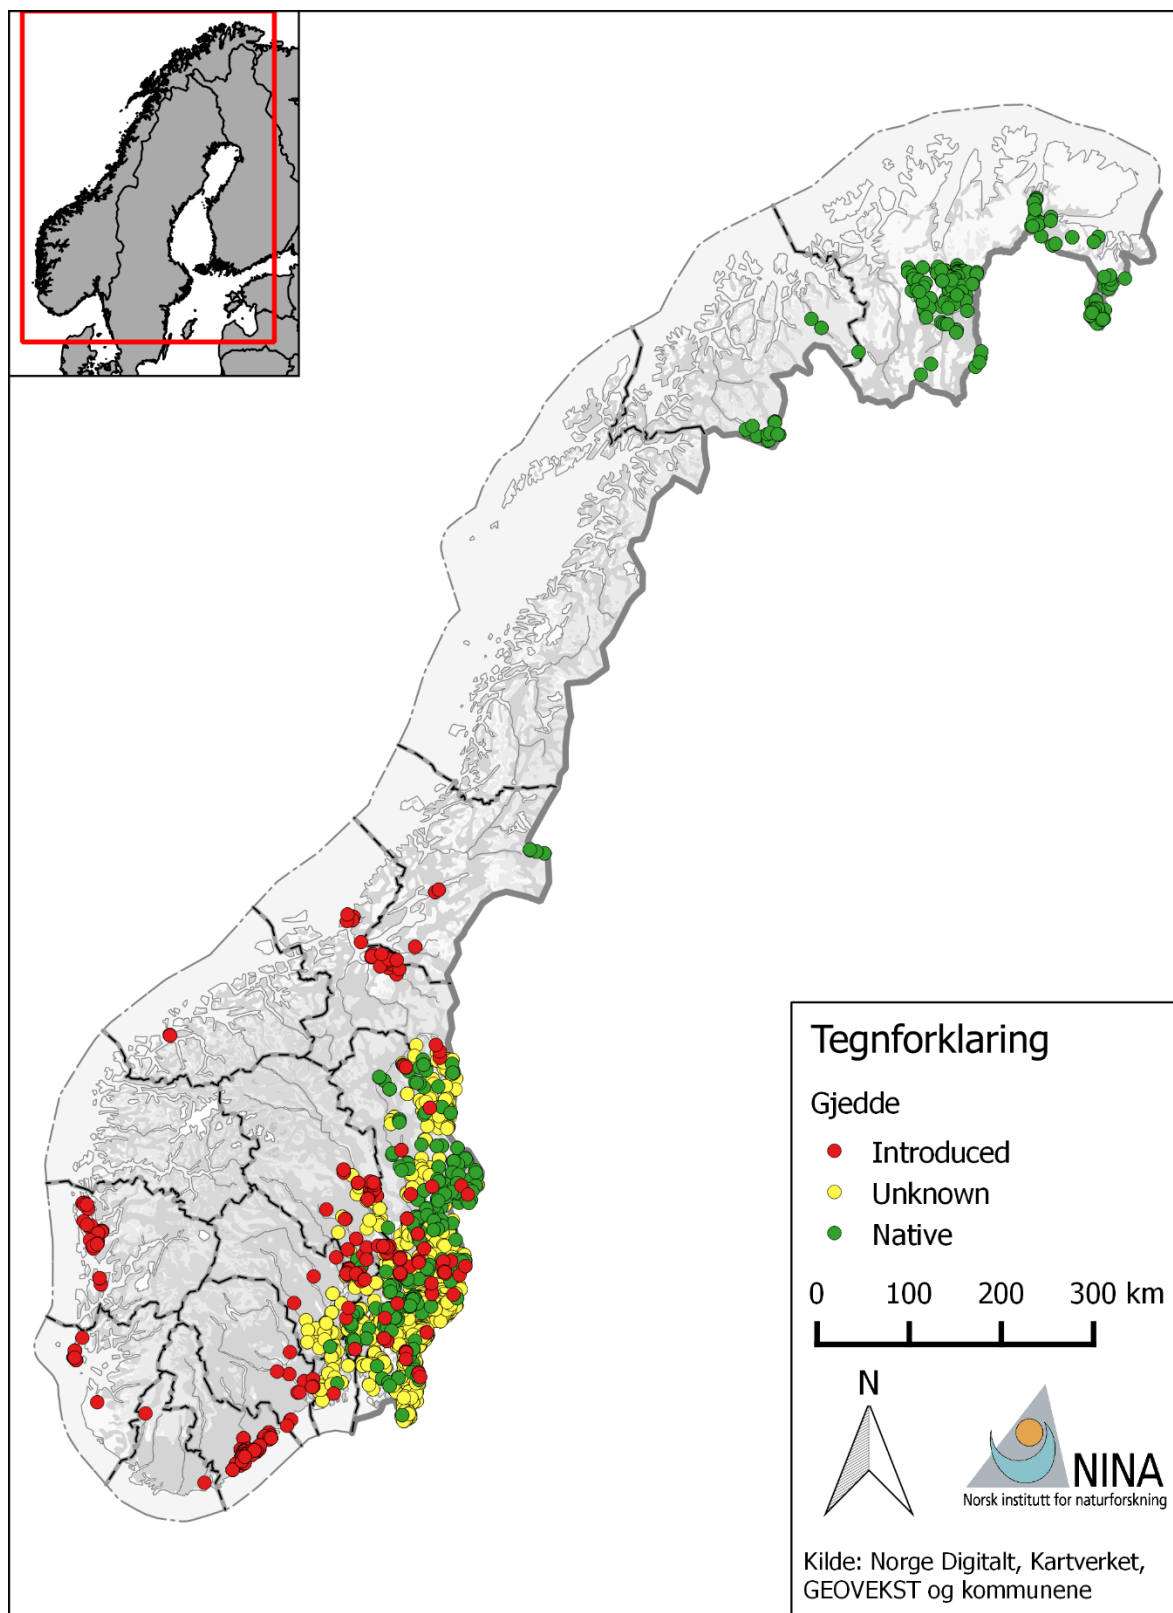 Tegnforklaring
Gjedde
Introduced
Unknown
Native
0 100 200 300 km
N
NINA
Norsk institutt for naturforskning
Kilde: Norge Digitalt, Kartverket,
GEOVEKST og kommunene